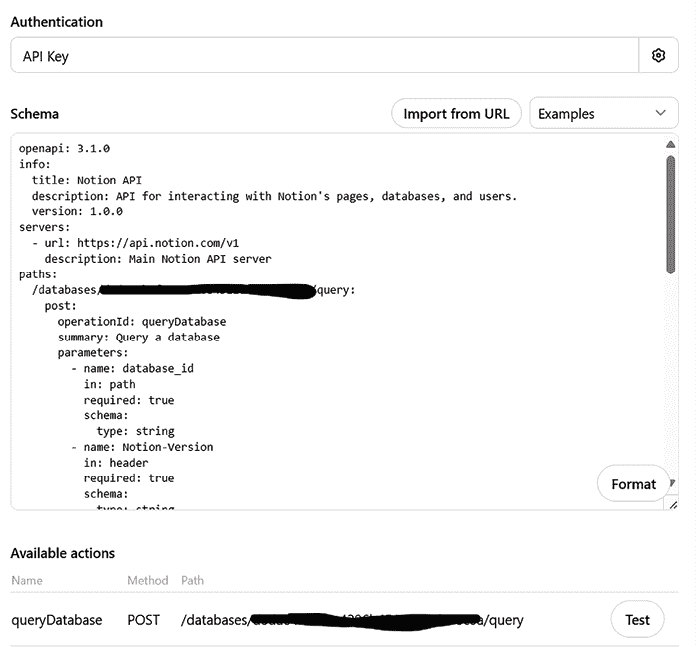 Authentication
API Key
Schema
Import from URL
Examples
openapi: 3.1.0
info:
  title: Notion API
  description: API for interacting with Notion's pages, databases, and users.
  version: 1.0.0
servers:
  - url: https://api.notion.com/v1
    description: Main Notion API server
paths:
  /databases/ /query:
    post:
      operationId: queryDatabase
      summary: Query a database
      parameters:
        - name: database_id
          in: path
          required: true
          schema:
            type: string
        - name: Notion-Version
          in: header
          required: true
          schema:
            type: string
Format
Available actions
Name Method Path
queryDatabase POST /databases/ /query Test